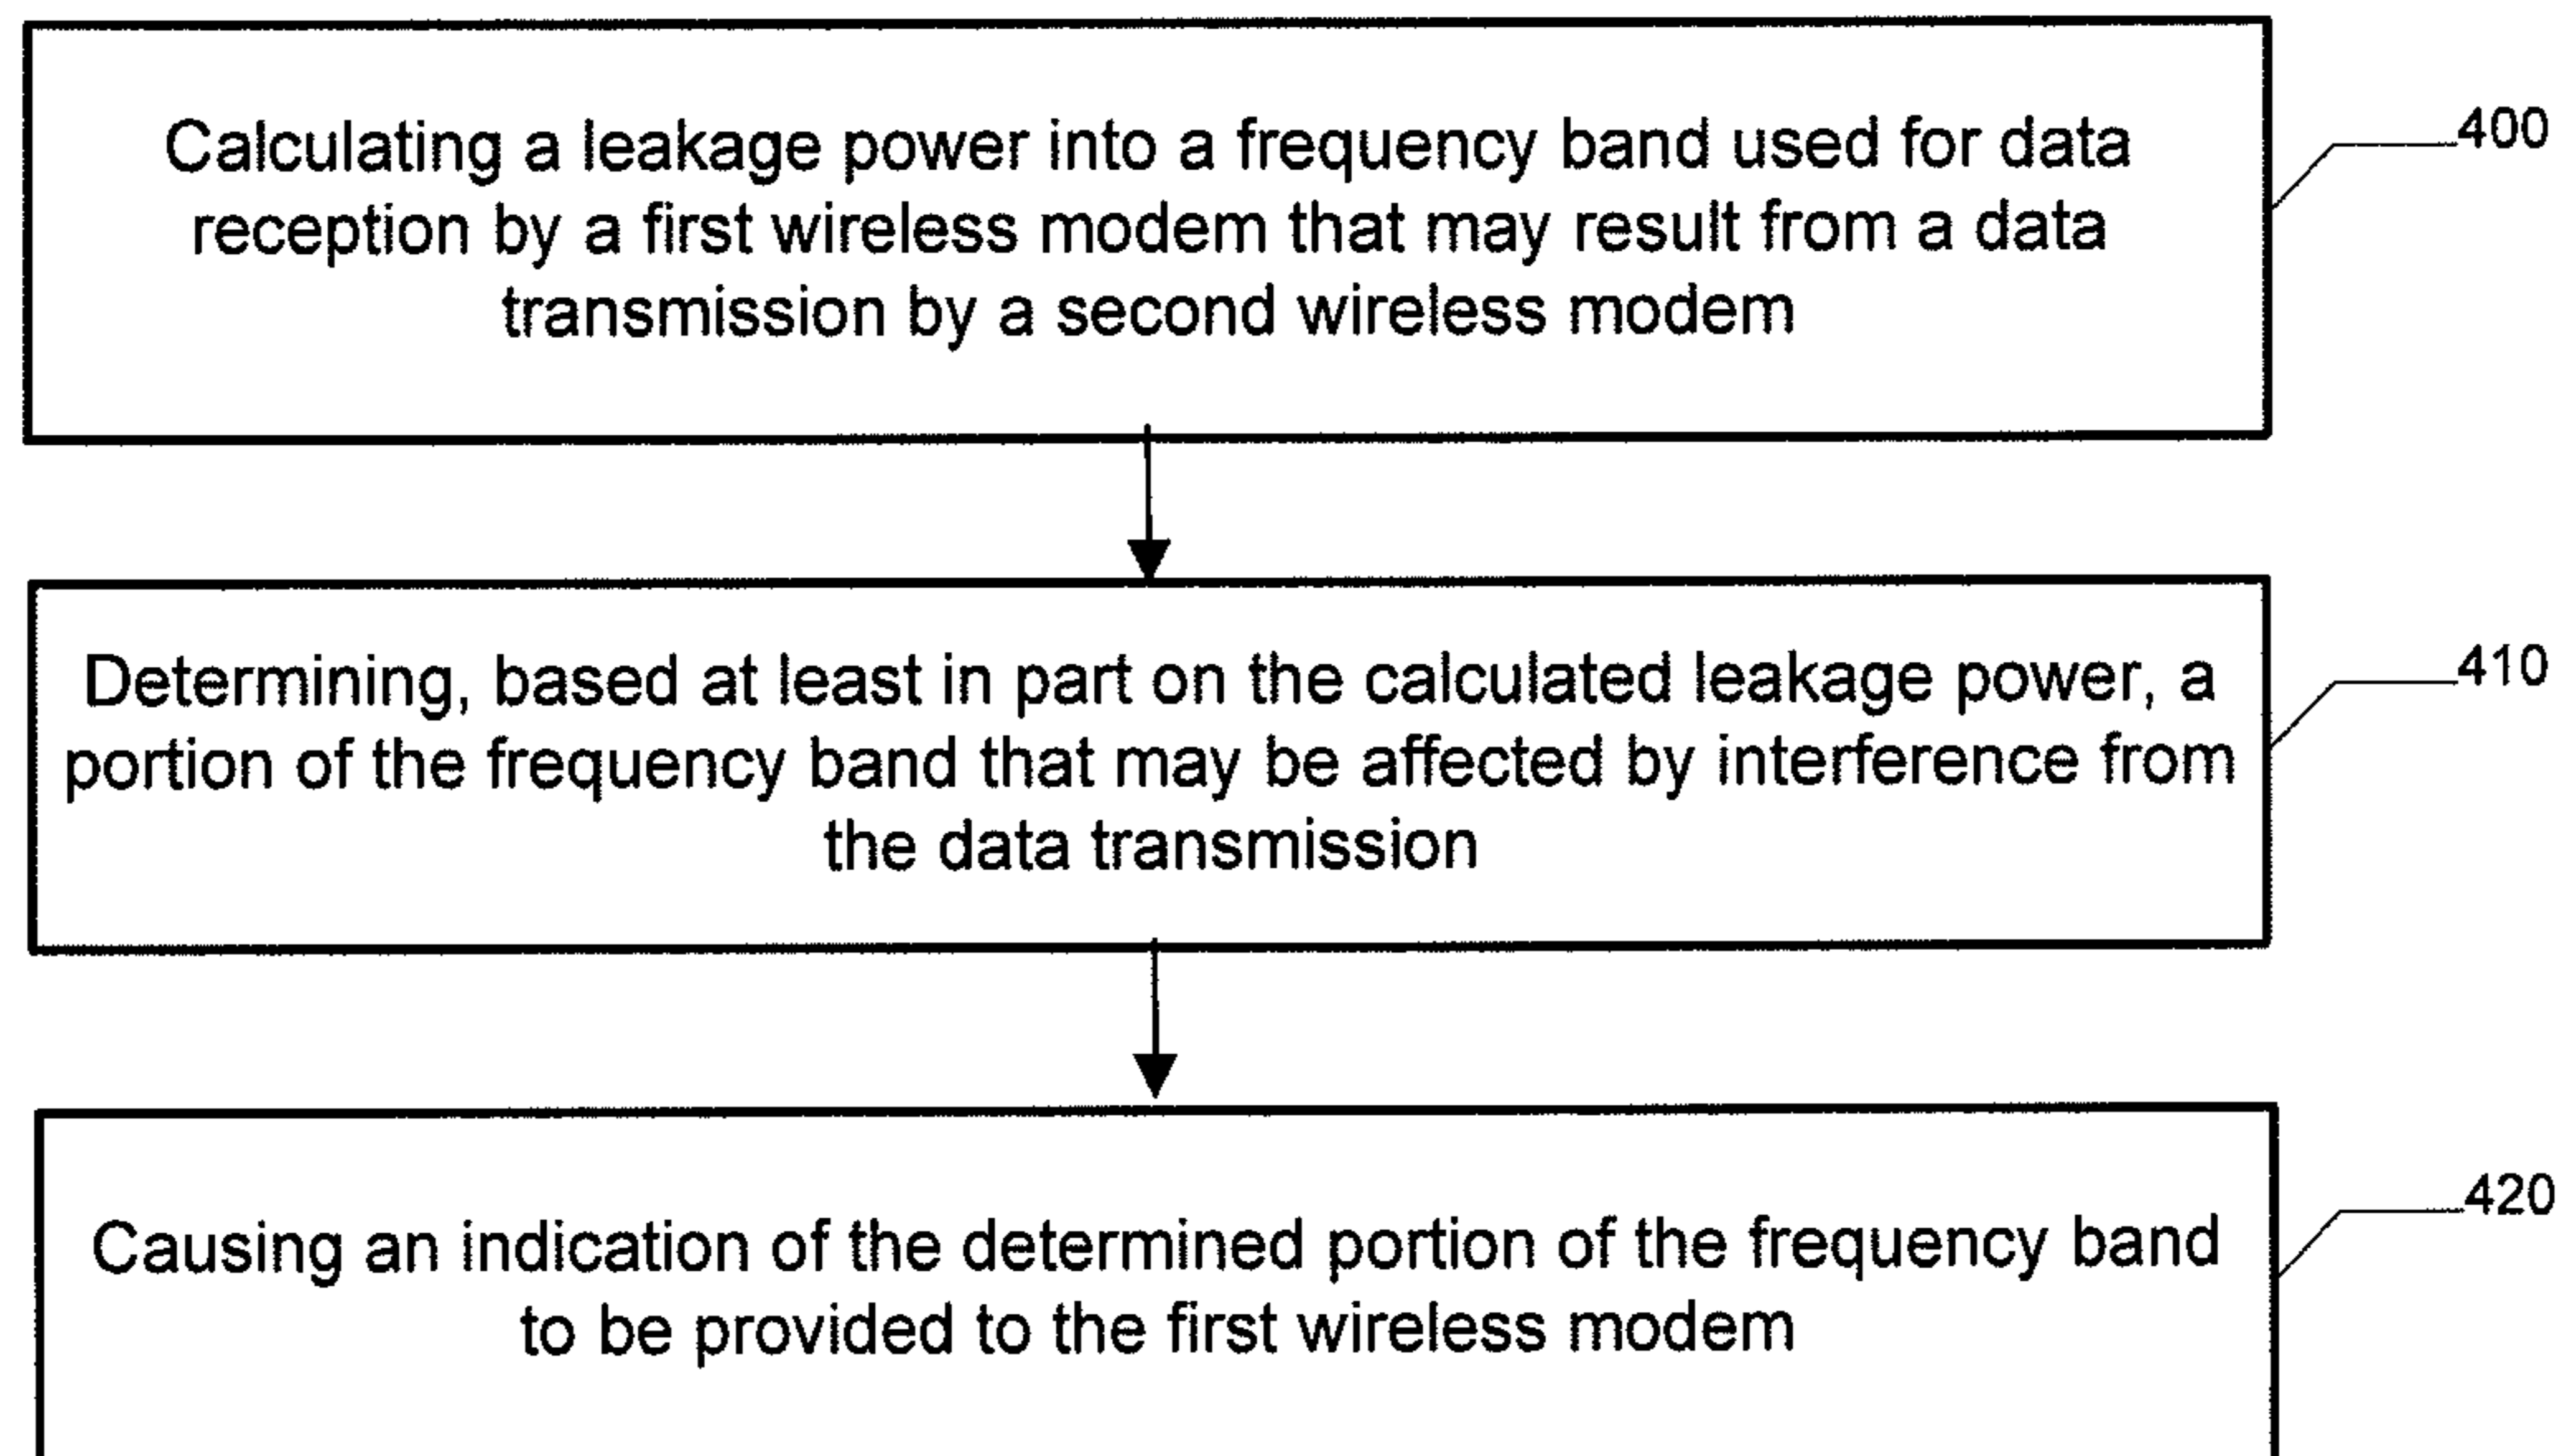 Calculating a leakage power into a frequency band used for data
reception by a first wireless modem that may result from a data
transmission by a second wireless modem
400
Determining, based at least in part on the calculated leakage power, a
portion of the frequency band that may be affected by interference from
the data transmission
410
Causing an indication of the determined portion of the frequency band
to be provided to the first wireless modem
420